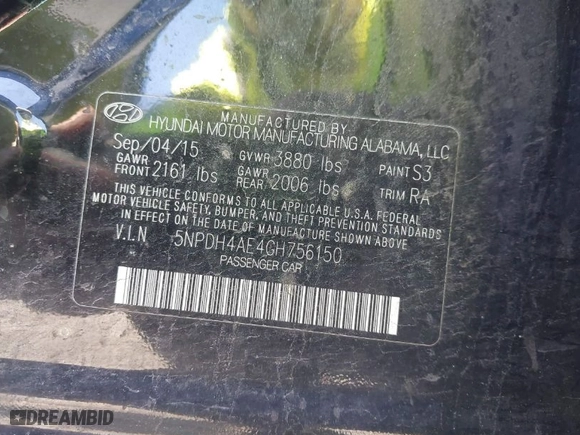 MANUFACTURED BY
HYUNDAI MOTOR MANUFACTURING ALABAMA, LLC
Sep/04/15 GVWR 3880 lbs PAINT S3
GAWR FRONT 2161 lbs GAWR REAR 2006 lbs TRIM RA
THIS VEHICLE CONFORMS TO ALL APPLICABLE U.S.A. FEDERAL
MOTOR VEHICLE SAFETY, BUMPER, AND THEFT PREVENTION STANDARDS
IN EFFECT ON THE DATE OF MANUFACTURE SHOWN ABOVE.
V.I.N 5NPDH4AE4GH756150
PASSENGER CAR
DREAMBID